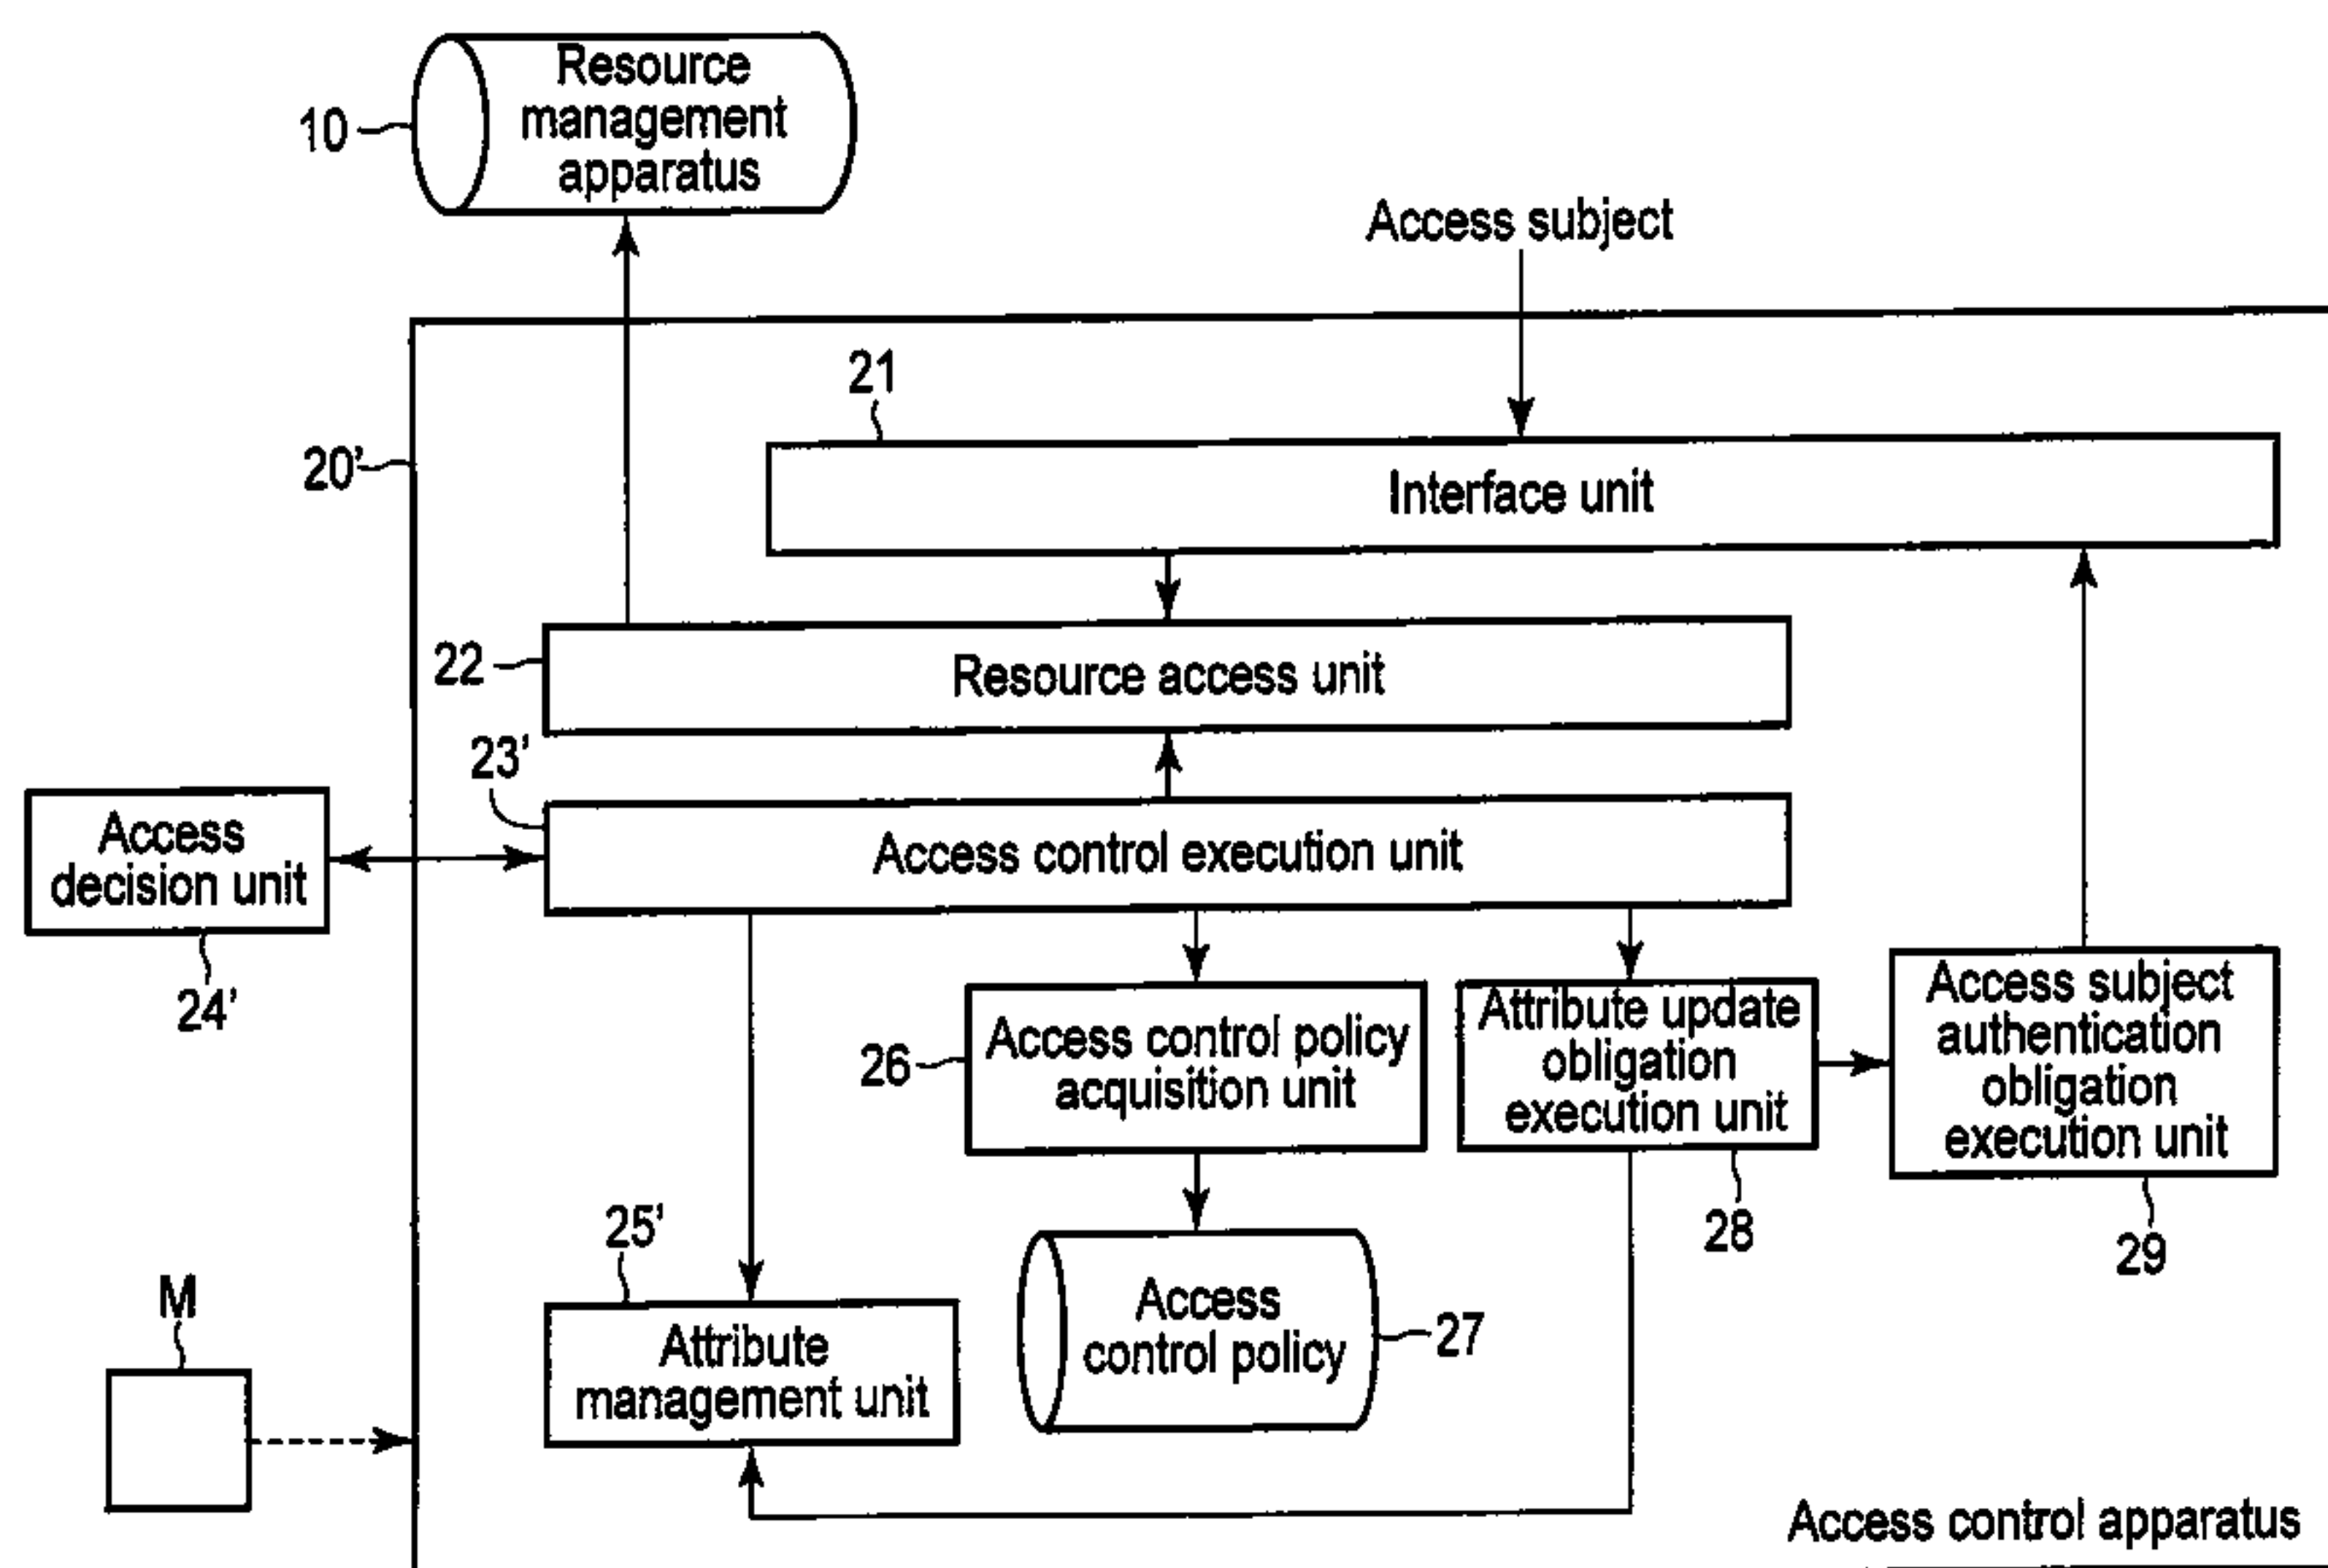 Resource
management
apparatus
10
Access subject
21
20'
Interface unit
22
Resource access unit
23'
Access
decision unit
24'
Access control execution unit
26
Access control policy
acquisition unit
Attribute update
obligation
execution unit
28
Access subject
authentication
obligation
execution unit
29
25'
Attribute
management unit
Access
control policy
27
M
Access control apparatus